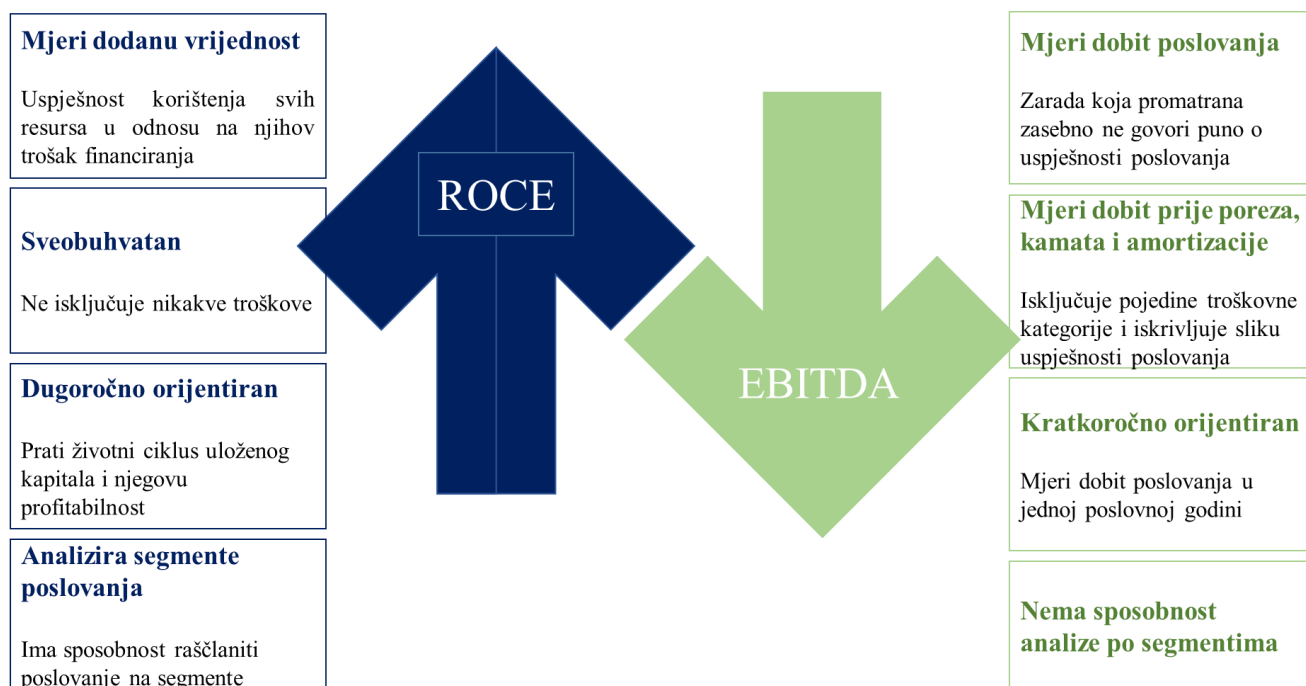 Mjeri dodanu vrijednost
Uspješnost korištenja svih
resursa u odnosu na njihov
trošak financiranja
Sveobuhvatan
Ne isključuje nikakve troškove
Dugoročno orijentiran
Prati životni ciklus uloženog
kapitala i njegovu
profitabilnost
Analizira segmente
poslovanja
Ima sposobnost raščlaniti
poslovanje na segmente
ROCE
EBITDA
Mjeri dobit poslovanja
Zarada koja promatrana
zasebno ne govori puno o
uspješnosti poslovanja
Mjeri dobit prije poreza,
kamata i amortizacije
Isključuje pojedine troškovne
kategorije i iskrivljuje sliku
uspješnosti poslovanja
Kratkoročno orijentiran
Mjeri dobit poslovanja u
jednoj poslovnoj godini
Nema sposobnost
analize po segmentima